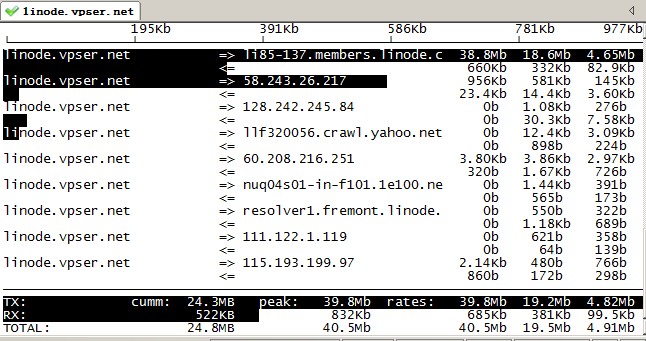 linode.vpser.net
195Kb 391Kb 586Kb 781Kb 977Kb
linode.vpser.net => li85-137.members.linode.c 38.8Mb 18.6Mb 4.65Mb
<= 660Kb 332Kb 82.9Kb
linode.vpser.net => 58.243.26.217 956Kb 581Kb 145Kb
<= 23.4Kb 14.4Kb 3.60Kb
linode.vpser.net => 128.242.245.84 0b 1.08Kb 276b
<= 0b 30.3Kb 7.58Kb
linode.vpser.net => llf320056.crawl.yahoo.net 0b 12.4Kb 3.09Kb
<= 0b 898b 224b
linode.vpser.net => 60.208.216.251 3.80Kb 3.86Kb 2.97Kb
<= 320b 1.67Kb 726b
linode.vpser.net => nuq04s01-in-f101.1e100.ne 0b 1.44Kb 391b
<= 0b 565b 173b
linode.vpser.net => resolver1.fremont.linode. 0b 550b 322b
<= 0b 1.18Kb 689b
linode.vpser.net => 111.122.1.119 0b 621b 358b
<= 0b 64b 139b
linode.vpser.net => 115.193.199.97 2.14Kb 480b 766b
<= 860b 172b 298b
TX: cumm: 24.3MB peak: 39.8Mb rates: 39.8Mb 19.2Mb 4.82Mb
RX: 522KB 832Kb 685Kb 381Kb 99.5Kb
TOTAL: 24.8MB 40.5Mb 40.5Mb 19.5Mb 4.91Mb